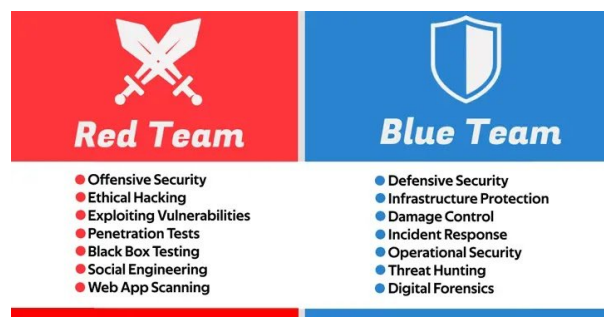 Red Team
Offensive Security
Ethical Hacking
Exploiting Vulnerabilities
Penetration Tests
Black Box Testing
Social Engineering
Web App Scanning
Blue Team
Defensive Security
Infrastructure Protection
Damage Control
Incident Response
Operational Security
Threat Hunting
Digital Forensics